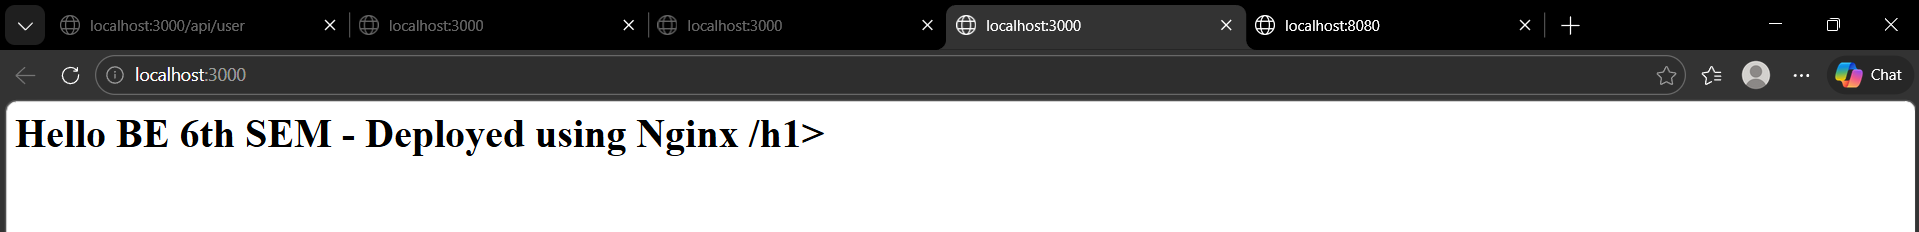 localhost:3000/api/user
localhost:3000
localhost:3000
localhost:3000
localhost:8080
localhost:3000
Chat
Hello BE 6th SEM - Deployed using Nginx /h1>